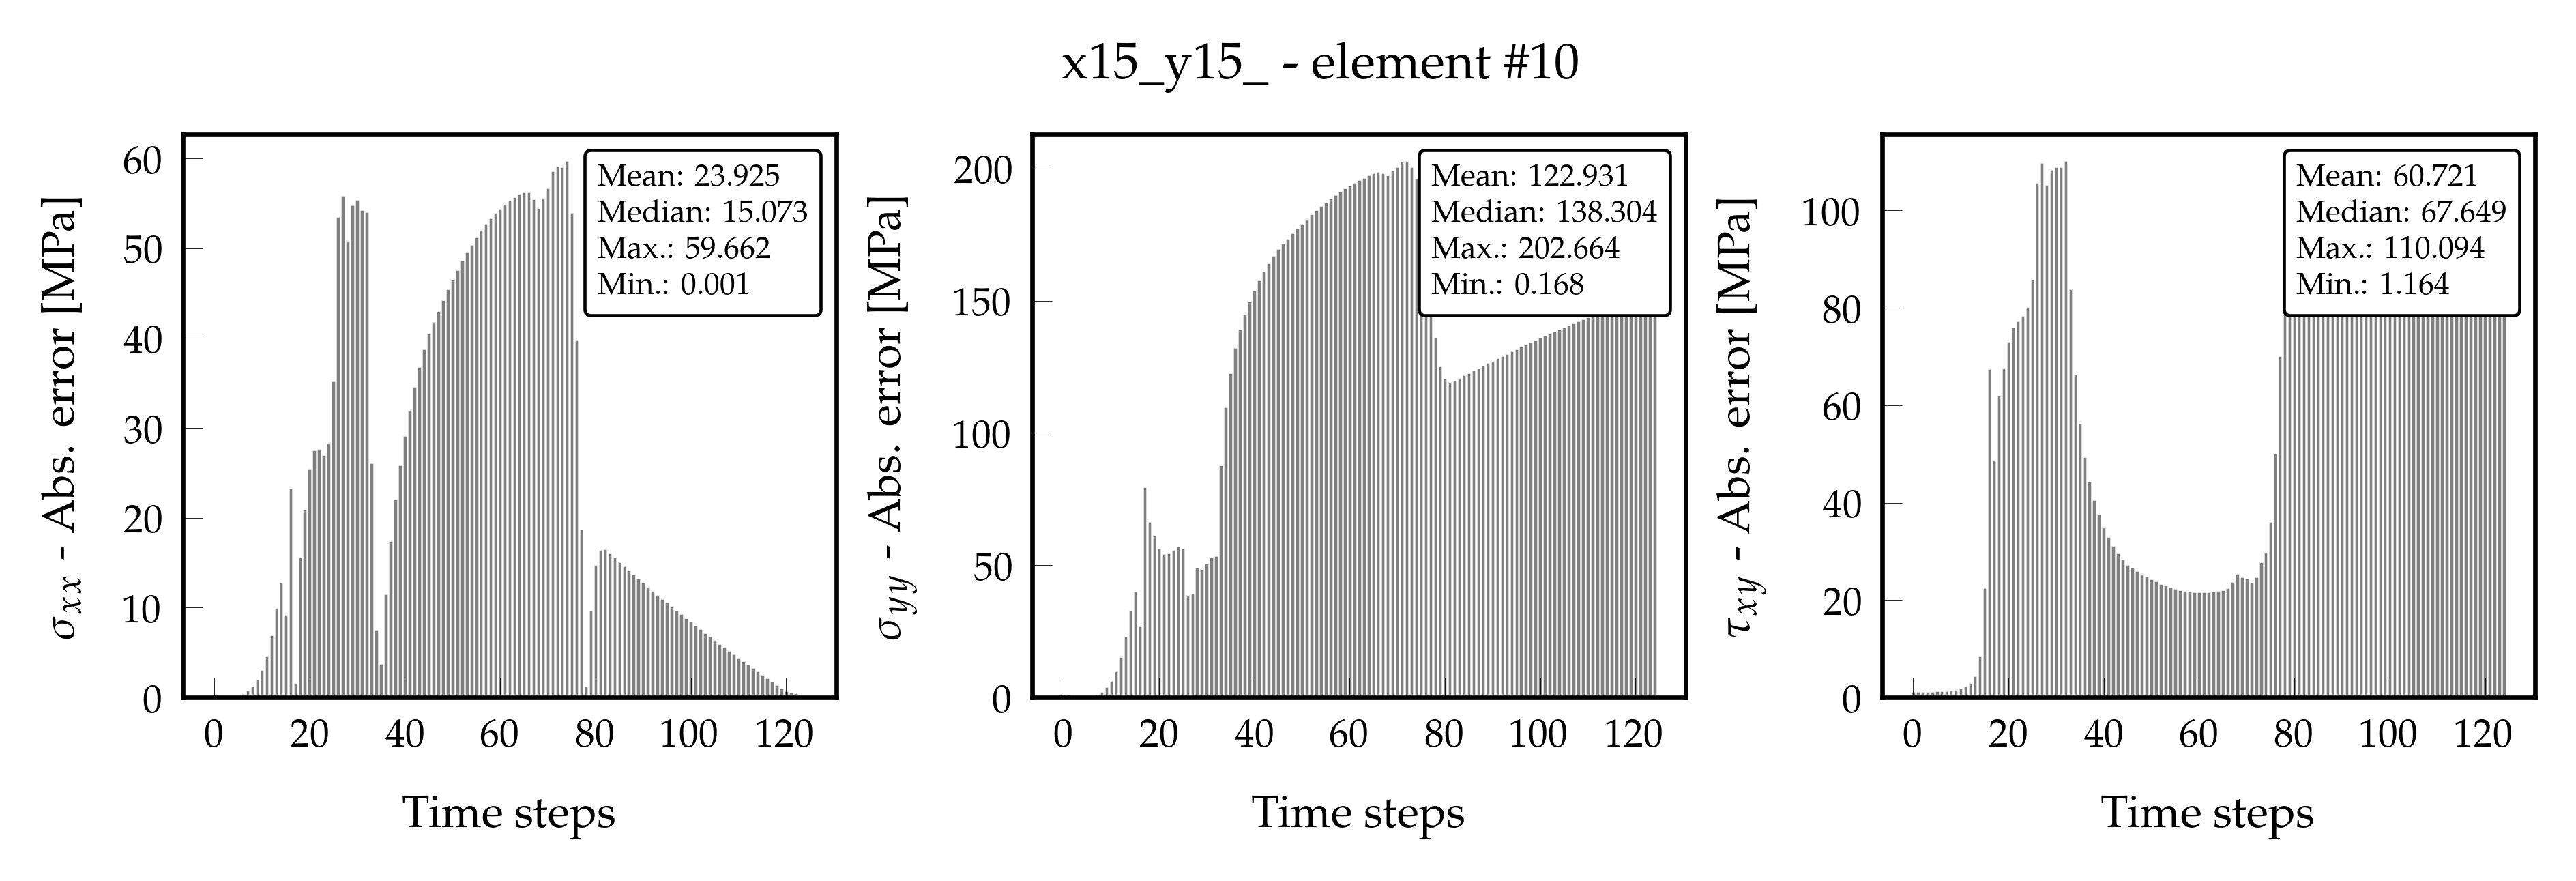 x15_y15_ - element #10
σxx - Abs. error [MPa]
60
50
40
30
20
10
0
0 20 40 60 80 100 120
Time steps
Mean: 23.925
Median: 15.073
Max.: 59.662
Min.: 0.001
σyy - Abs. error [MPa]
200
150
100
50
0
0 20 40 60 80 100 120
Time steps
Mean: 122.931
Median: 138.304
Max.: 202.664
Min.: 0.168
τxy - Abs. error [MPa]
100
80
60
40
20
0
0 20 40 60 80 100 120
Time steps
Mean: 60.721
Median: 67.649
Max.: 110.094
Min.: 1.164